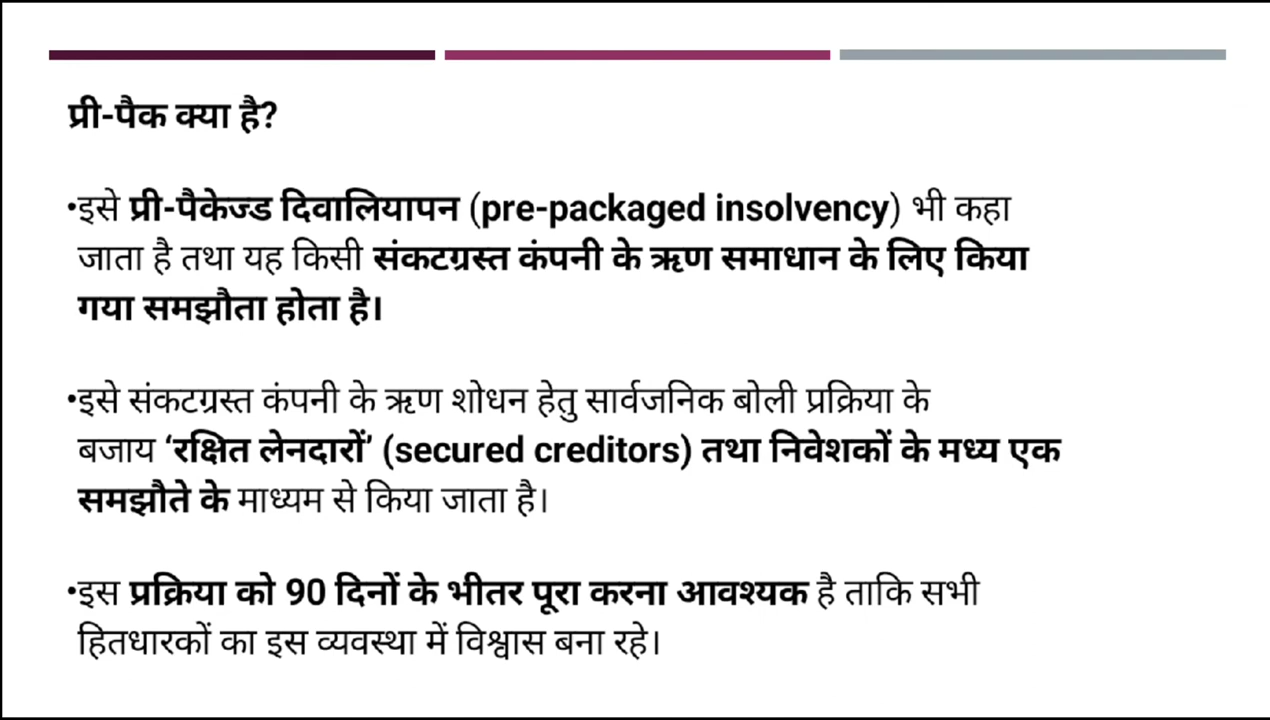 प्री-पैक क्या है?
•इसे प्री-पैकेज्ड दिवालियापन (pre-packaged insolvency) भी कहा
जाता है तथा यह किसी संकटग्रस्त कंपनी के ऋण समाधान के लिए किया
गया समझौता होता है।
•इसे संकटग्रस्त कंपनी के ऋण शोधन हेतु सार्वजनिक बोली प्रक्रिया के
बजाय ‘रक्षित लेनदारों’ (secured creditors) तथा निवेशकों के मध्य एक
समझौते के माध्यम से किया जाता है।
•इस प्रक्रिया को 90 दिनों के भीतर पूरा करना आवश्यक है ताकि सभी
हितधारकों का इस व्यवस्था में विश्वास बना रहे।